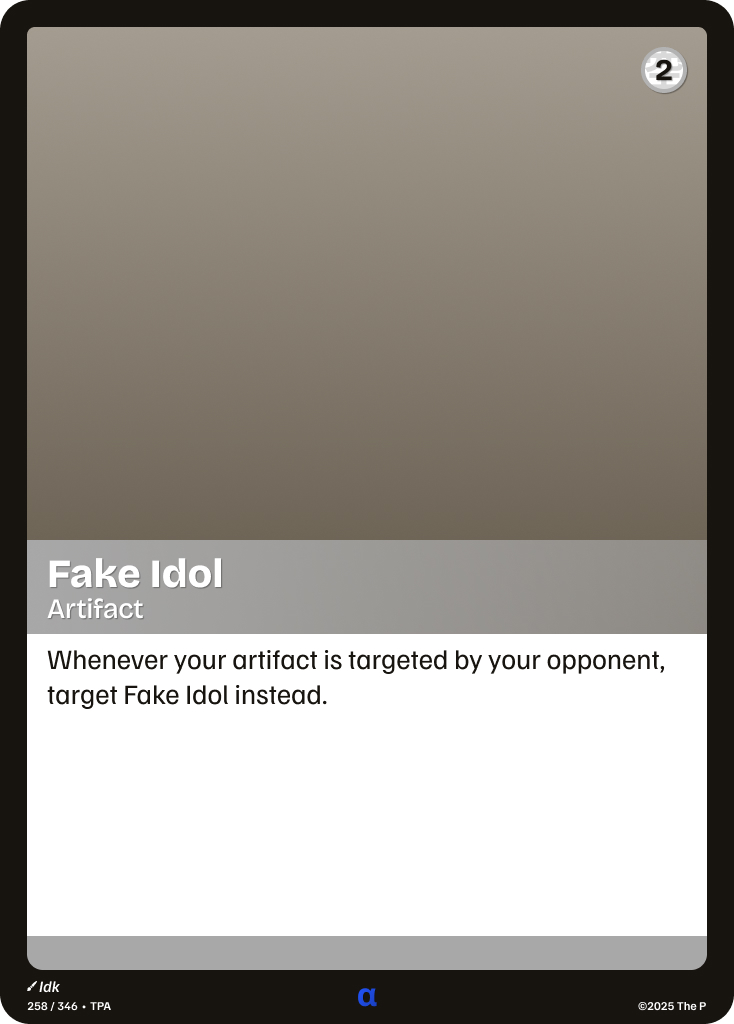 2
Fake Idol
Artifact
Whenever your artifact is targeted by your opponent,
target Fake Idol instead.
Idk
258 / 346 • TPA
α
©2025 The P